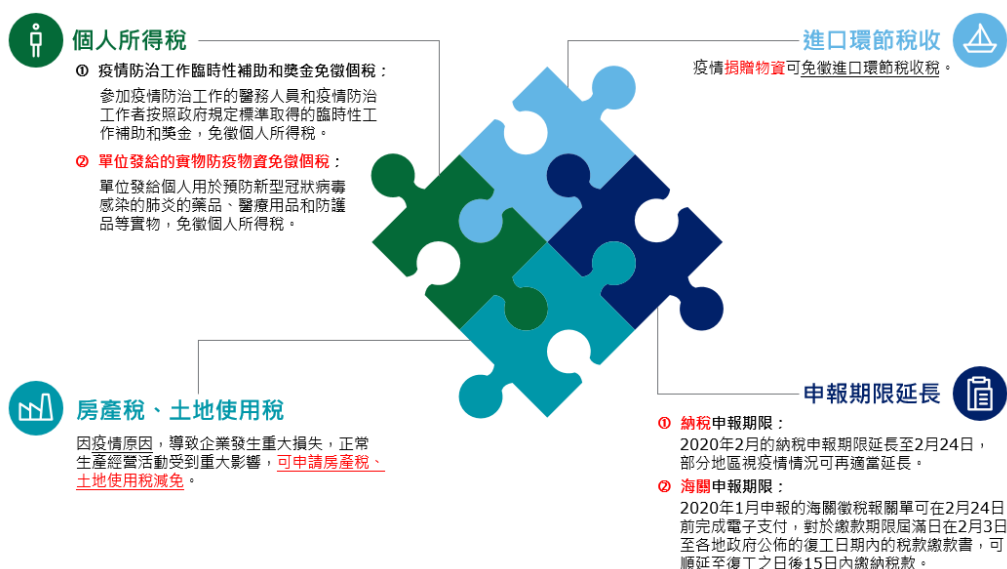 個人所得稅
① 疫情防治工作臨時性補助和獎金免徵個稅：
參加疫情防治工作的醫務人員和疫情防治
工作者按照政府規定標準取得的臨時性工
作補助和獎金，免徵個人所得稅。
② 單位發給的實物防疫物資免徵個稅：
單位發給個人用於預防新型冠狀病毒
感染的肺炎的藥品、醫療用品和防護
品等實物，免徵個人所得稅。
進口環節稅收
疫情捐贈物資可免徵進口環節稅收稅。
房產稅、土地使用稅
因疫情原因，導致企業發生重大損失，正常
生產經營活動受到重大影響，可申請房產稅、
土地使用稅減免。
申報期限延長
① 納稅申報期限：
2020年2月的納稅申報期限延長至2月24日，
部分地區視疫情情況可再適當延長。
② 海關申報期限：
2020年1月申報的海關徵稅報關單可在2月24日
前完成電子支付，對於繳款期限屆滿日在2月3日
至各地政府公佈的復工日期內的稅款繳款書，可
順延至復工之日後15日內繳納稅款。